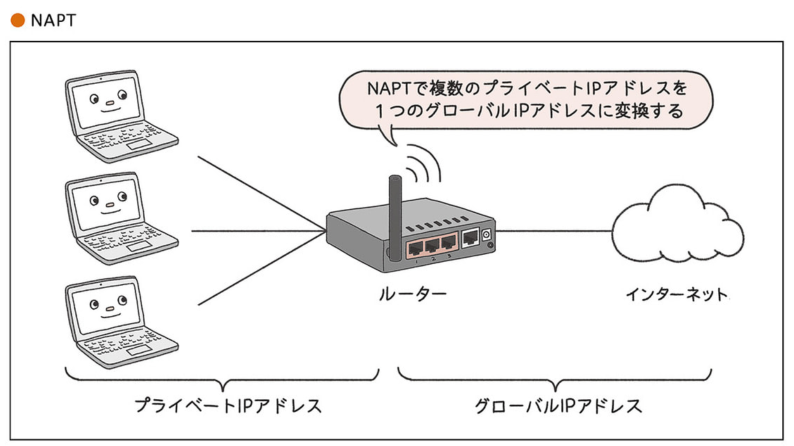 NAPT
NAPTで複数のプライベートIPアドレスを
1つのグローバルIPアドレスに変換する
1 2 3
ルーター
インターネット
プライベートIPアドレス
グローバルIPアドレス